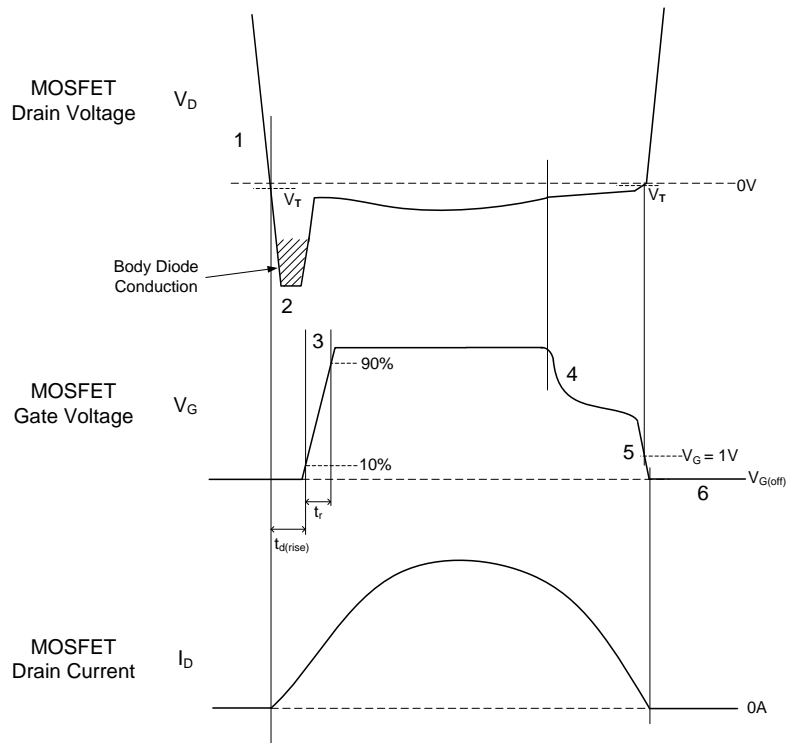 MOSFET
Drain Voltage
V_D
1
0V
V_T
V_T
Body Diode
Conduction
2
3
90%
4
MOSFET
Gate Voltage
V_G
5
V_G = 1V
10%
V_G(off)
6
t_r
t_d(rise)
MOSFET
Drain Current
I_D
0A